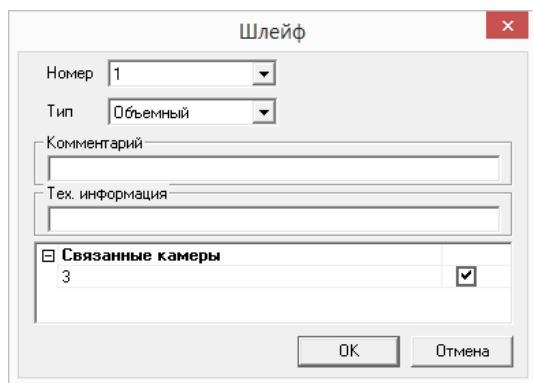 Шлейф
Номер 1
Тип Объемный
Комментарий
Тех. информация
Связанные камеры
3
OK Отмена